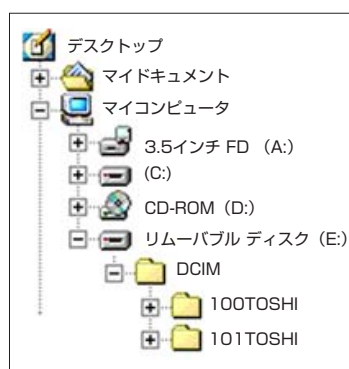 デスクトップ
マイドキュメント
マイコンピュータ
3.5インチ FD （A:）
(C:)
CD-ROM（D:）
リムーバブル ディスク（E:）
DCIM
100TOSHI
101TOSHI